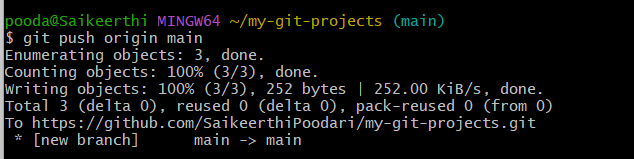 pooda@Saikeerthi MINGW64 ~/my-git-projects (main)
$ git push origin main
Enumerating objects: 3, done.
Counting objects: 100% (3/3), done.
Writing objects: 100% (3/3), 252 bytes | 252.00 KiB/s, done.
Total 3 (delta 0), reused 0 (delta 0), pack-reused 0 (from 0)
To https://github.com/SaikeerthiPoodari/my-git-projects.git
 * [new branch]      main -> main